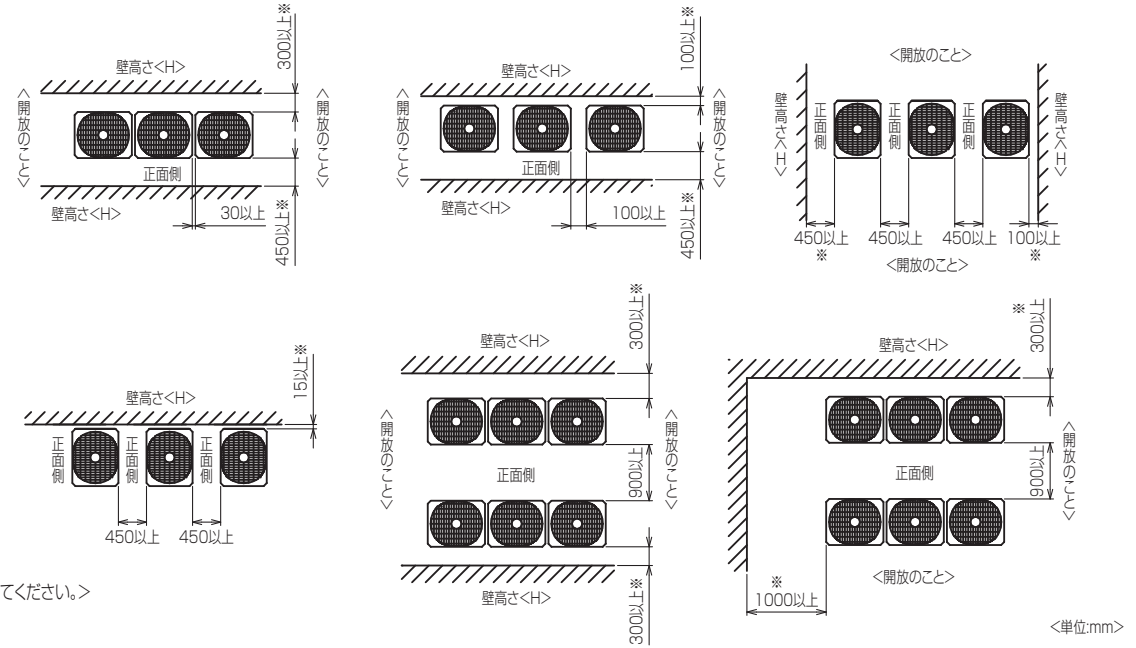 壁高さ<H>
300以上※
<開放のこと>
<開放のこと>
正面側
壁高さ<H>
30以上
450以上※
壁高さ<H>
100以上※
<開放のこと>
<開放のこと>
正面側
壁高さ<H>
100以上
450以上※
<開放のこと>
壁高さ<H>
正面側
正面側
正面側
壁高さ<H>
450以上
※
450以上
450以上
100以上
※
<開放のこと>
壁高さ<H>
15以上※
正面側
正面側
正面側
450以上
450以上
てください。>
壁高さ<H>
300以上※
<開放のこと>
<開放のこと>
正面側
900以上
壁高さ<H>
300以上※
壁高さ<H>
※
300以上
<開放のこと>
正面側
900以上
<開放のこと>
※
1000以上
<単位:mm>